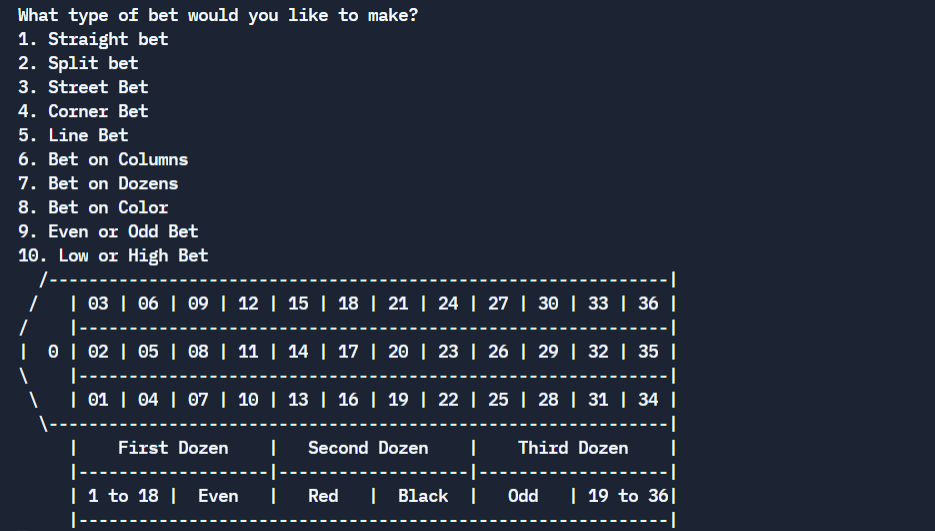 What type of bet would you like to make?
1. Straight bet
2. Split bet
3. Street Bet
4. Corner Bet
5. Line Bet
6. Bet on Columns
7. Bet on Dozens
8. Bet on Color
9. Even or Odd Bet
10. Low or High Bet
  /--------------------------------------------------------------|
 /   | 03 | 06 | 09 | 12 | 15 | 18 | 21 | 24 | 27 | 30 | 33 | 36 |
/    |-----------------------------------------------------------|
|  0 | 02 | 05 | 08 | 11 | 14 | 17 | 20 | 23 | 26 | 29 | 32 | 35 |
\    |-----------------------------------------------------------|
 \   | 01 | 04 | 07 | 10 | 13 | 16 | 19 | 22 | 25 | 28 | 31 | 34 |
  \--------------------------------------------------------------|
     |    First Dozen    |   Second Dozen    |    Third Dozen    |
     |-------------------|-------------------|-------------------|
     | 1 to 18 |  Even   |   Red   |  Black  |   Odd   | 19 to 36|
     |-----------------------------------------------------------|